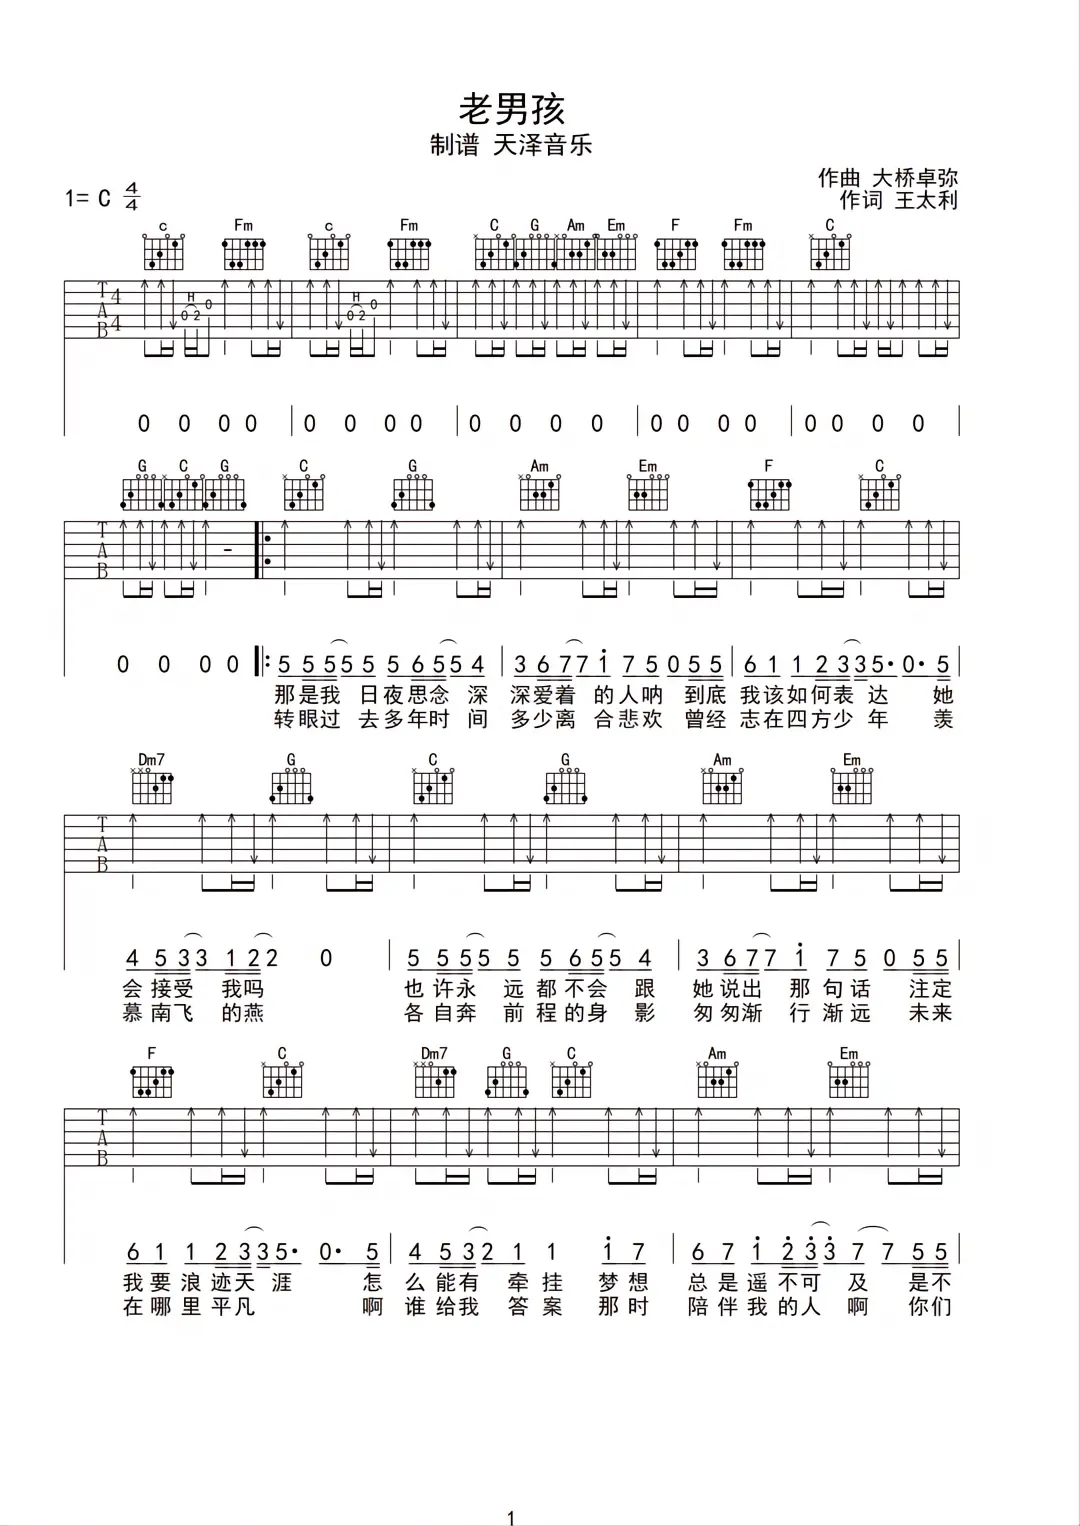 老男孩
制谱 天泽音乐
作曲 大桥卓弥
1= C 4/4 作词 王太利
c Fm c Fm C G Am Em F Fm C
T A B 4 4 H 0 2 0 H 0 2 0
0 0 0 0 0 0 0 0 0 0 0 0 0 0 0 0 0 0 0 0
G C G C G Am Em F C
T A B -
0 0 0 0 5 5 5 5 5 5 6 5 5 4 3 6 7 7 1 7 5 0 5 5 6 1 1 2 3 3 5· 0· 5
那是我 日夜思念 深 深爱着 的人呐 到底 我该如何表 达 她
转眼过 去多年时 间 多少离 合悲欢 曾经 志在四方少 年 羡
Dm7 G C G Am Em
T A B
4 5 3 3 1 2 2 0 5 5 5 5 5 5 6 5 5 4 3 6 7 7 1 7 5 0 5 5
会接受 我吗 也许永 远都不会 跟 她说出 那句话 注定
慕南飞 的燕 各自奔 前程的身 影 匆匆渐 行渐远 未来
F C Dm7 G C Am Em
T A B
6 1 1 2 3 3 5· 0· 5 4 5 3 2 1 1 1 7 6 7 1 2 3 3 7 7 5 5
我要浪迹天 涯 怎 么能有 牵挂 梦想 总是遥不可 及 是不
在哪里平凡 啊 谁给我 答案 那时 陪伴我的人 啊 你们
1